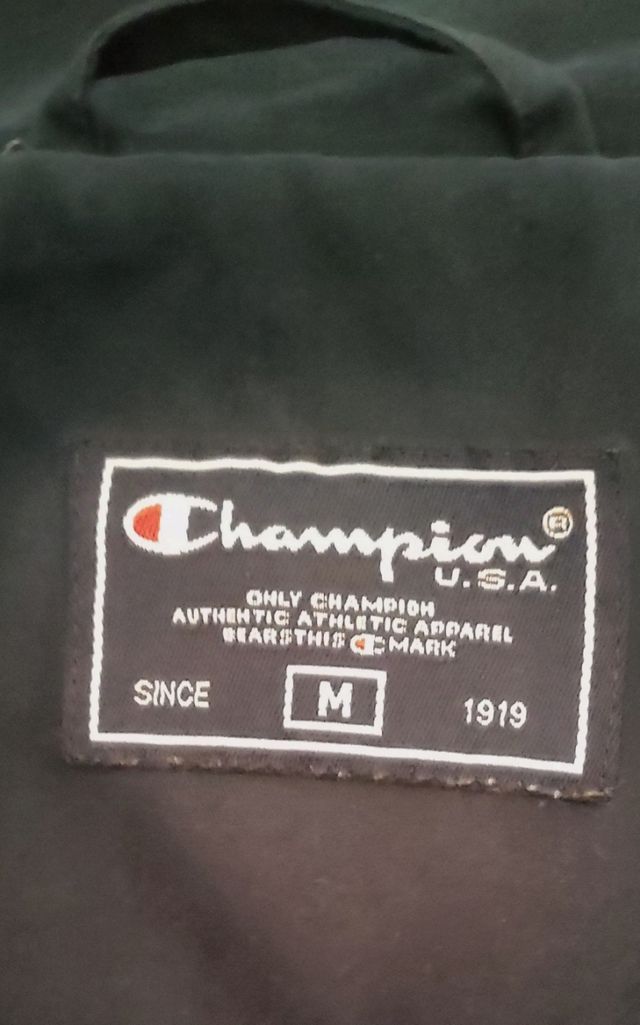 Champion®
U.S.A.
ONLY CHAMPION
AUTHENTIC ATHLETIC APPAREL
BEARS THIS C MARK
SINCE M 1919